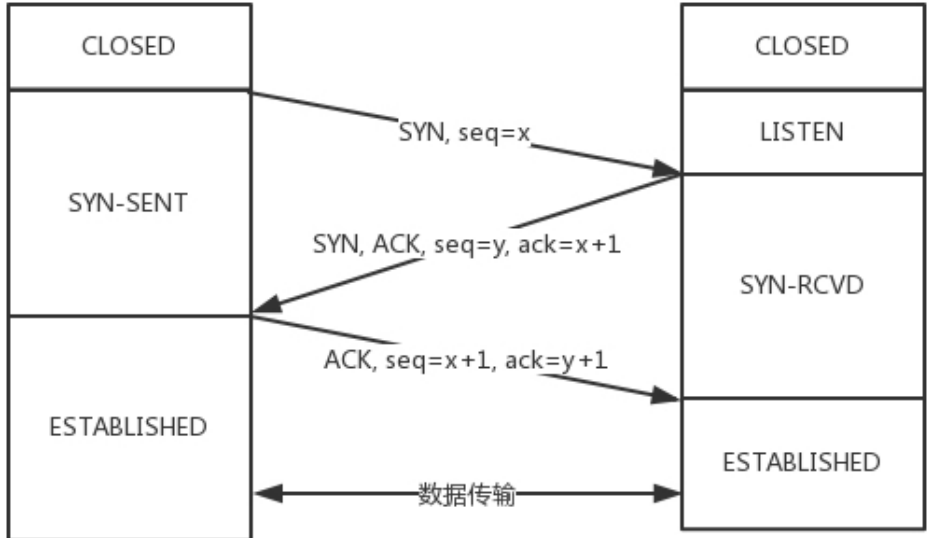 CLOSED
CLOSED
SYN, seq=x
LISTEN
SYN-SENT
SYN, ACK, seq=y, ack=x+1
SYN-RCVD
ACK, seq=x+1, ack=y+1
ESTABLISHED
ESTABLISHED
数据传输